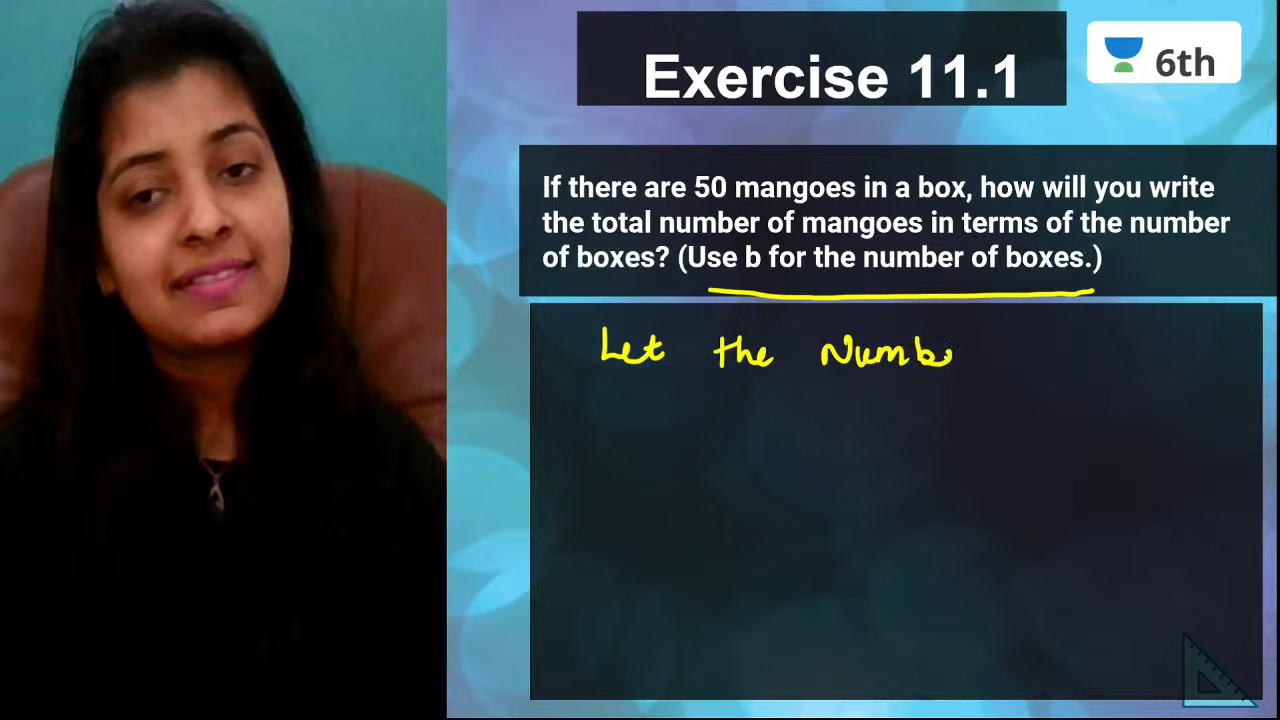 Exercise 11.1
6th
If there are 50 mangoes in a box, how will you write
the total number of mangoes in terms of the number
of boxes? (Use b for the number of boxes.)
Let the Numb